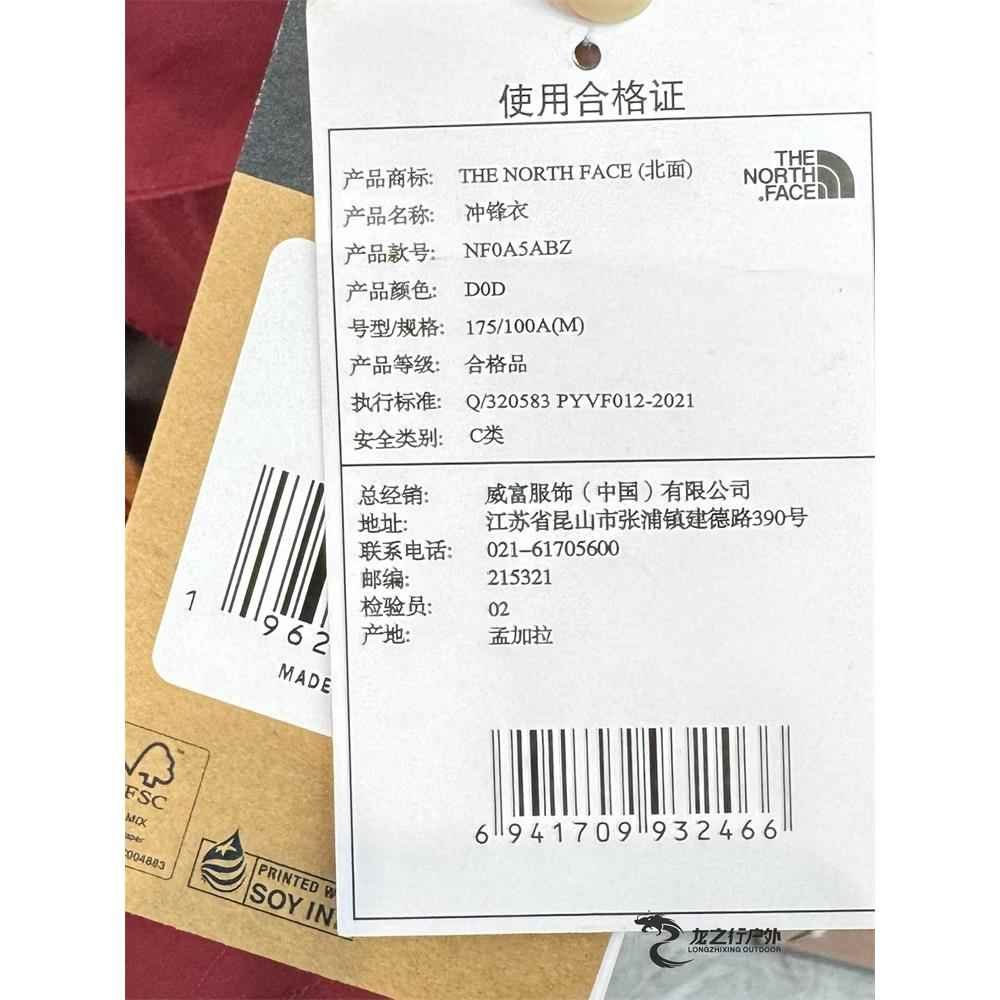 使用合格证
产品商标: THE NORTH FACE (北面)
THE
NORTH
FACE
产品名称: 冲锋衣
产品款号: NF0A5ABZ
产品颜色: D0D
号型/规格: 175/100A(M)
产品等级: 合格品
执行标准: Q/320583 PYVF012-2021
安全类别: C类
总经销: 威富服饰（中国）有限公司
地址: 江苏省昆山市张浦镇建德路390号
联系电话: 021-61705600
邮编: 215321
检验员: 02
产地: 孟加拉
6 941709 932466
1 962
MADE
FSC
MIX
004883
PRINTED W
SOY IN
龙之行户外
LONGZHIXING OUTDOOR